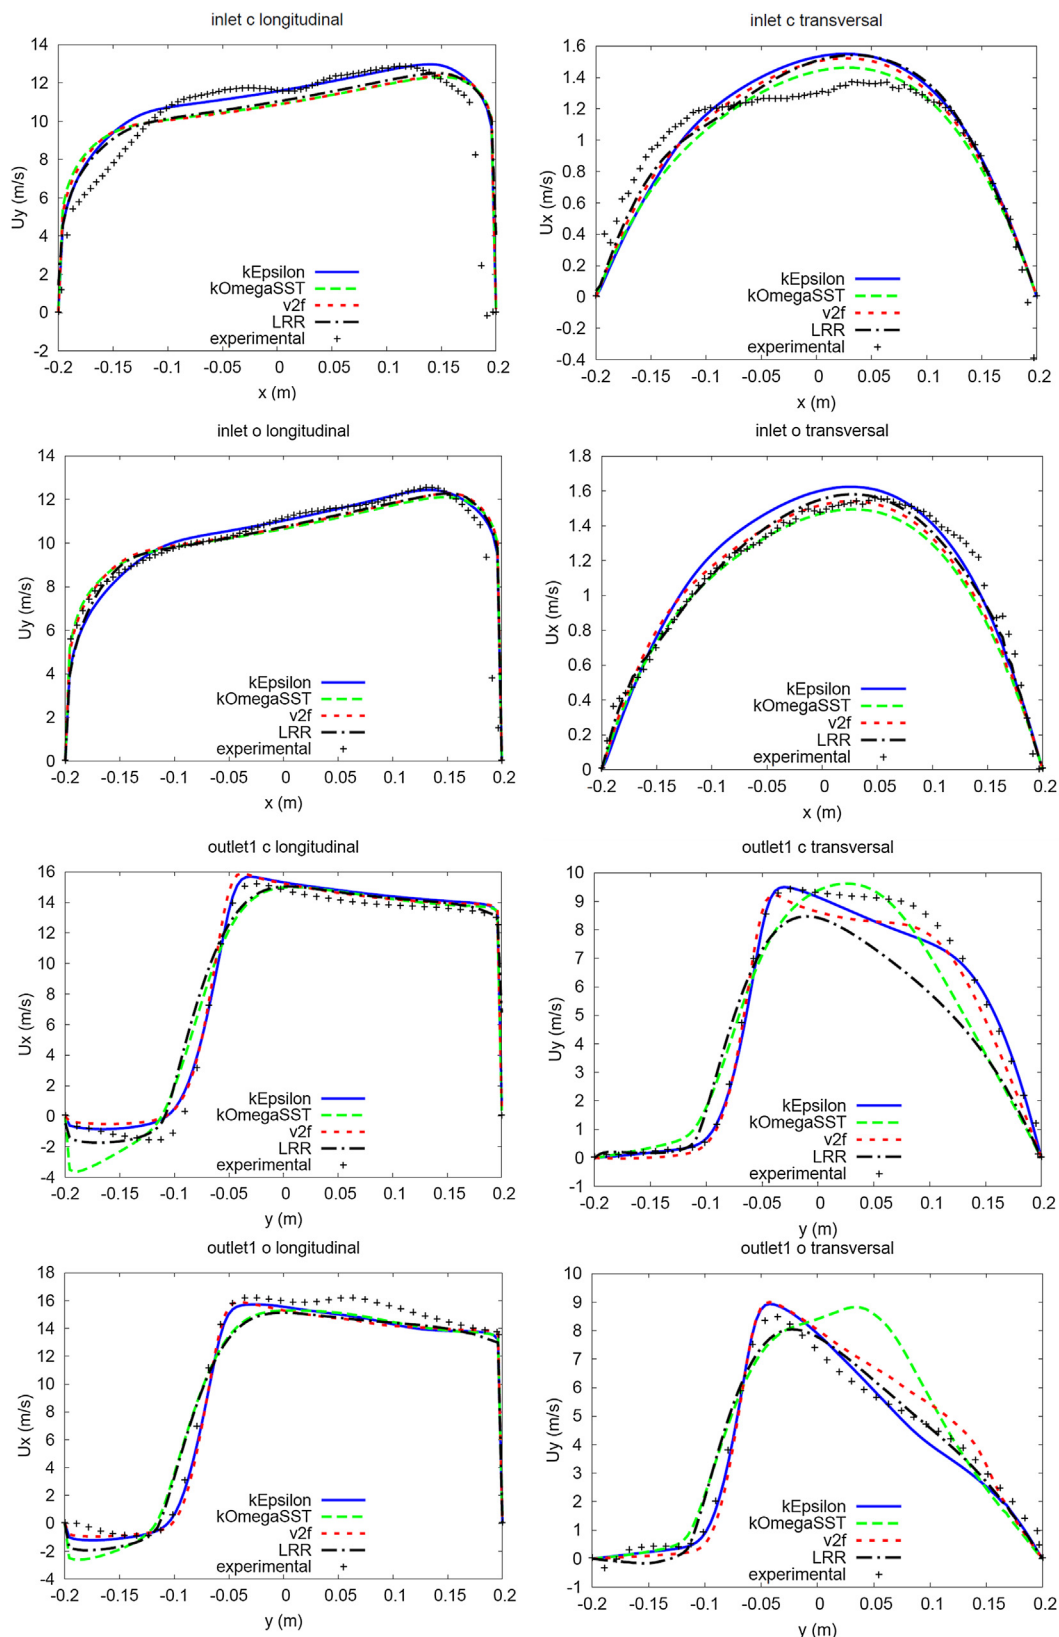 inlet c longitudinal
14
12
10
8
6
4
2
0
-2
Uy (m/s)
kEpsilon
kOmegaSST
v2f
LRR
experimental
-0.2 -0.15 -0.1 -0.05 0 0.05 0.1 0.15 0.2
x (m)
inlet c transversal
1.6
1.4
1.2
1
0.8
0.6
0.4
0.2
0
-0.2
-0.4
Ux (m/s)
kEpsilon
kOmegaSST
v2f
LRR
experimental
-0.2 -0.15 -0.1 -0.05 0 0.05 0.1 0.15 0.2
x (m)
inlet o longitudinal
14
12
10
8
6
4
2
0
Uy (m/s)
kEpsilon
kOmegaSST
v2f
LRR
experimental
-0.2 -0.15 -0.1 -0.05 0 0.05 0.1 0.15 0.2
x (m)
inlet o transversal
1.8
1.6
1.4
1.2
1
0.8
0.6
0.4
0.2
0
Ux (m/s)
kEpsilon
kOmegaSST
v2f
LRR
experimental
-0.2 -0.15 -0.1 -0.05 0 0.05 0.1 0.15 0.2
x (m)
outlet1 c longitudinal
16
14
12
10
8
6
4
2
0
-2
-4
Ux (m/s)
kEpsilon
kOmegaSST
v2f
LRR
experimental
-0.2 -0.15 -0.1 -0.05 0 0.05 0.1 0.15 0.2
y (m)
outlet1 c transversal
10
9
8
7
6
5
4
3
2
1
0
-1
Uy (m/s)
kEpsilon
kOmegaSST
v2f
LRR
experimental
-0.2 -0.15 -0.1 -0.05 0 0.05 0.1 0.15 0.2
y (m)
outlet1 o longitudinal
18
16
14
12
10
8
6
4
2
0
-2
-4
Ux (m/s)
kEpsilon
kOmegaSST
v2f
LRR
experimental
-0.2 -0.15 -0.1 -0.05 0 0.05 0.1 0.15 0.2
y (m)
outlet1 o transversal
10
9
8
7
6
5
4
3
2
1
0
-1
Uy (m/s)
kEpsilon
kOmegaSST
v2f
LRR
experimental
-0.2 -0.15 -0.1 -0.05 0 0.05 0.1 0.15 0.2
y (m)